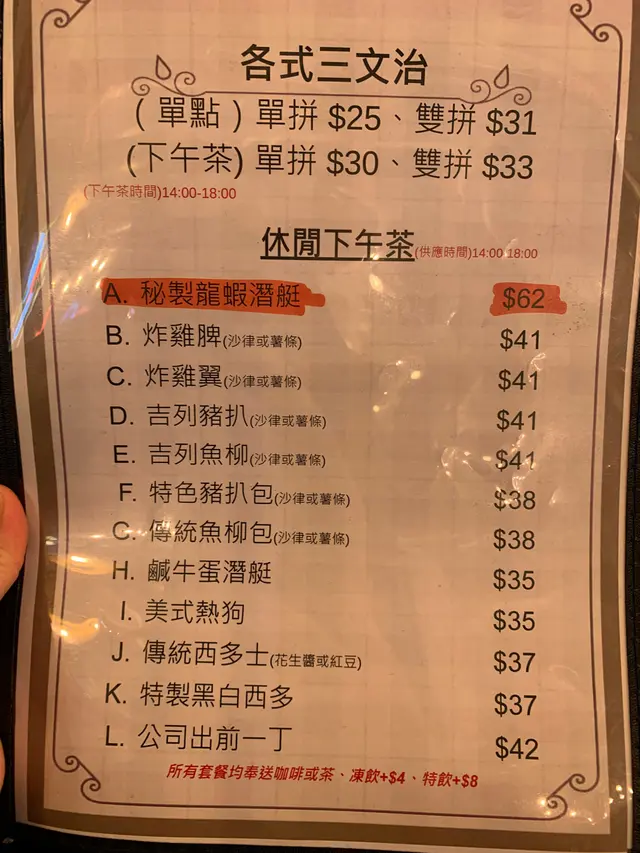 各式三文治
(單點)單拼 $25、雙拼 $31
(下午茶) 單拼 $30、雙拼 $33
(下午茶時間)14:00-18:00
休閒下午茶(供應時間)14:00-18:00
A. 秘製龍蝦潛艇 $62
B. 炸雞脾(沙律或薯條) $41
C. 炸雞翼(沙律或薯條) $41
D. 吉列豬扒(沙律或薯條) $41
E. 吉列魚柳(沙律或薯條) $41
F. 特色豬扒包(沙律或薯條) $38
G. 傳統魚柳包(沙律或薯條) $38
H. 鹹牛蛋潛艇 $35
I. 美式熱狗 $35
J. 傳統西多士(花生醬或紅豆) $37
K. 特製黑白西多 $37
L. 公司出前一丁 $42
所有套餐均奉送咖啡或茶、凍飲+$4、特飲+$8